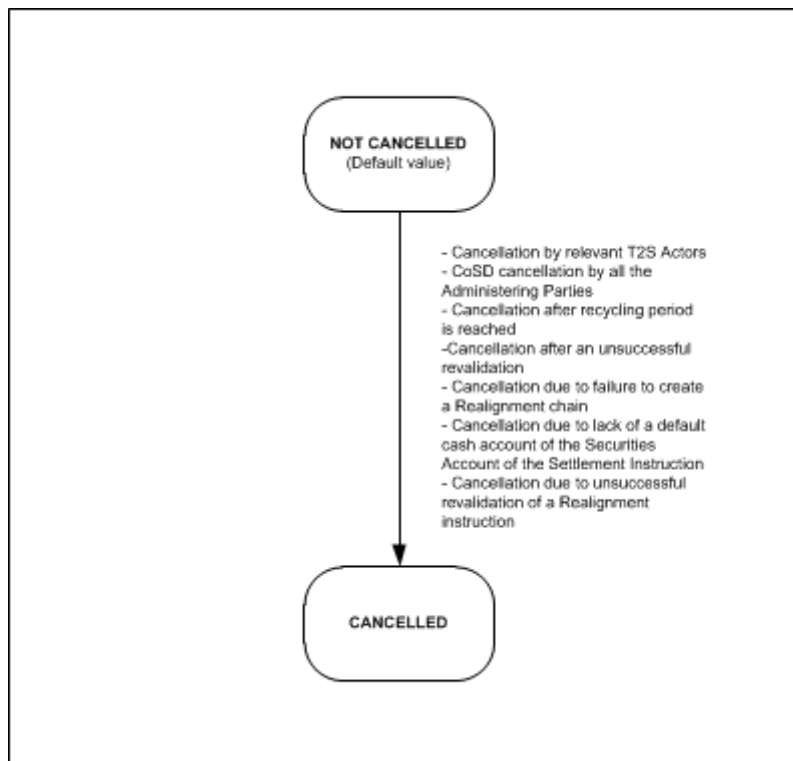 NOT CANCELLED
(Default value)
- Cancellation by relevant T2S Actors
- CoSD cancellation by all the
Administering Parties
- Cancellation after recycling period
is reached
-Cancellation after an unsuccessful
revalidation
- Cancellation due to failure to create
a Realignment chain
- Cancellation due to lack of a default
cash account of the Securities
Account of the Settlement Instruction
- Cancellation due to unsuccessful
revalidation of a Realignment
instruction
CANCELLED